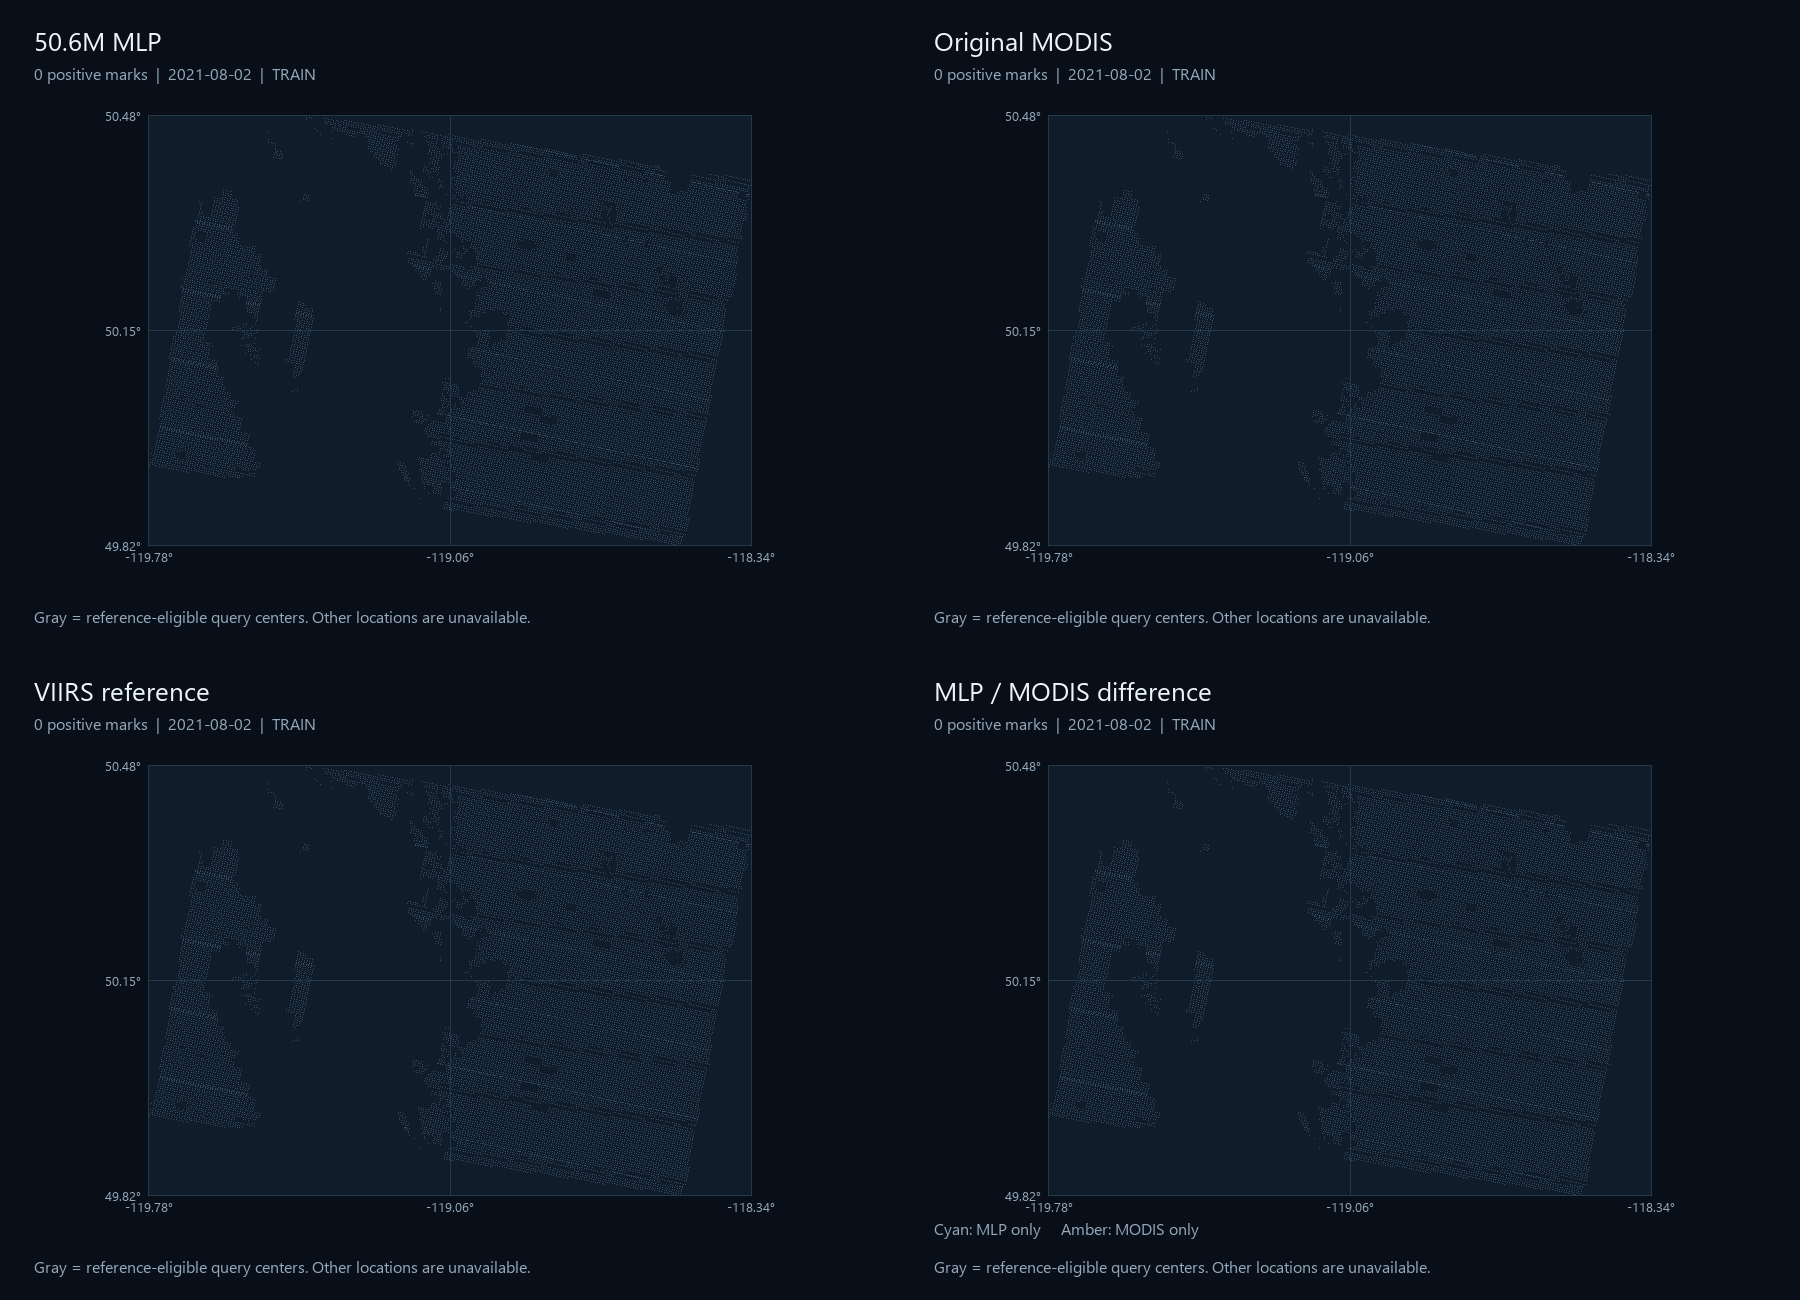 50.6M MLP
0 positive marks | 2021-08-02 | TRAIN
50.48°
50.15°
49.82°
-119.78°
-119.06°
-118.34°
Gray = reference-eligible query centers. Other locations are unavailable.
Original MODIS
0 positive marks | 2021-08-02 | TRAIN
50.48°
50.15°
49.82°
-119.78°
-119.06°
-118.34°
Gray = reference-eligible query centers. Other locations are unavailable.
VIIRS reference
0 positive marks | 2021-08-02 | TRAIN
50.48°
50.15°
49.82°
-119.78°
-119.06°
-118.34°
Gray = reference-eligible query centers. Other locations are unavailable.
MLP / MODIS difference
0 positive marks | 2021-08-02 | TRAIN
50.48°
50.15°
49.82°
-119.78°
-119.06°
-118.34°
Cyan: MLP only Amber: MODIS only
Gray = reference-eligible query centers. Other locations are unavailable.